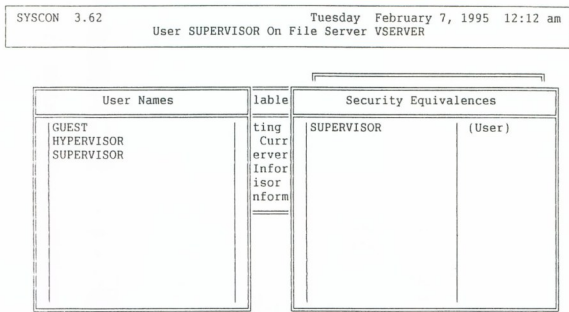 SYSCON 3.62 Tuesday February 7, 1995 12:12 am
User SUPERVISOR On File Server VSERVER
User Names
lable
Security Equivalences
GUEST
HYPERVISOR
SUPERVISOR
ting
Curr
erver
Infor
isor
nform
SUPERVISOR (User)